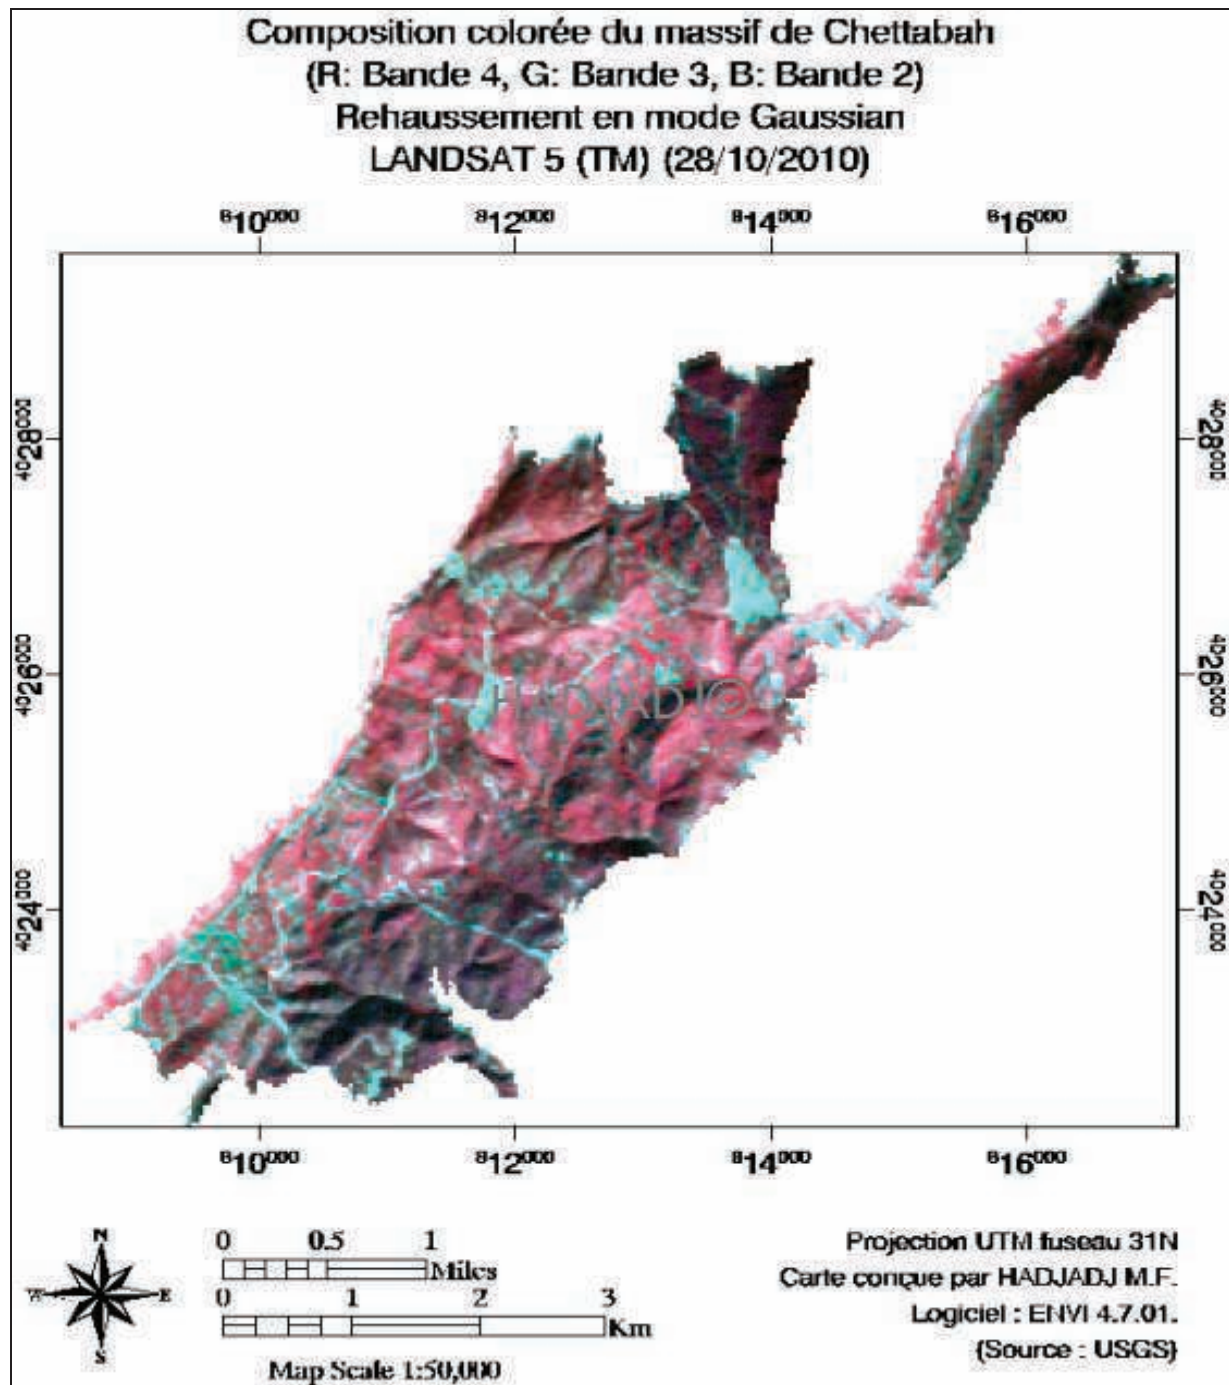 Composition colorée du massif de Chettabah
(R: Bande 4, G: Bande 3, B: Bande 2)
Rehaussement en mode Gaussian
LANDSAT 5 (TM) (28/10/2010)
810000 812000 814000 816000
4028000 4028000
4026000 4026000
HADJADJ©
4024000 4024000
810000 812000 814000 816000
N
W E
S
0 0.5 1
Miles
0 1 2 3
Km
Map Scale 1:50,000
Projection UTM fuseau 31N
Carte conçue par HADJADJ M.F.
Logiciel : ENVI 4.7.01.
(Source : USGS)